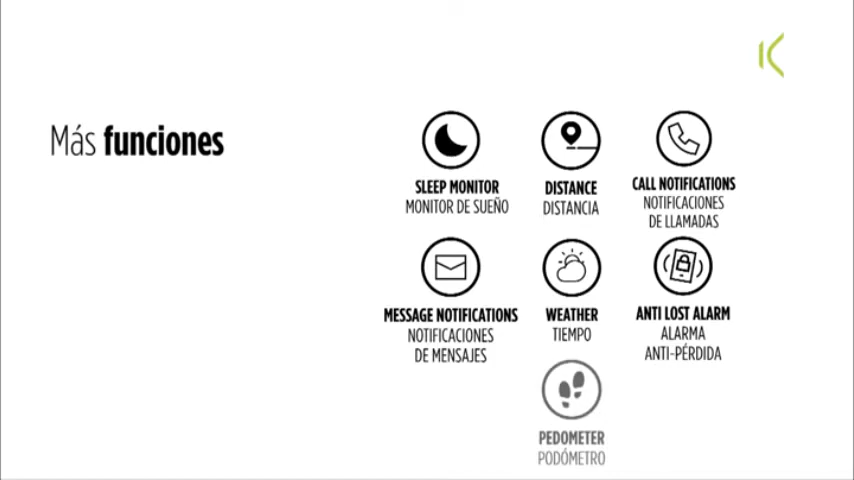 Más funciones
SLEEP MONITOR
MONITOR DE SUEÑO
DISTANCE
DISTANCIA
CALL NOTIFICATIONS
NOTIFICACIONES
DE LLAMADAS
MESSAGE NOTIFICATIONS
NOTIFICACIONES
DE MENSAJES
WEATHER
TIEMPO
ANTI LOST ALARM
ALARMA
ANTI-PÉRDIDA
PEDOMETER
PODÓMETRO